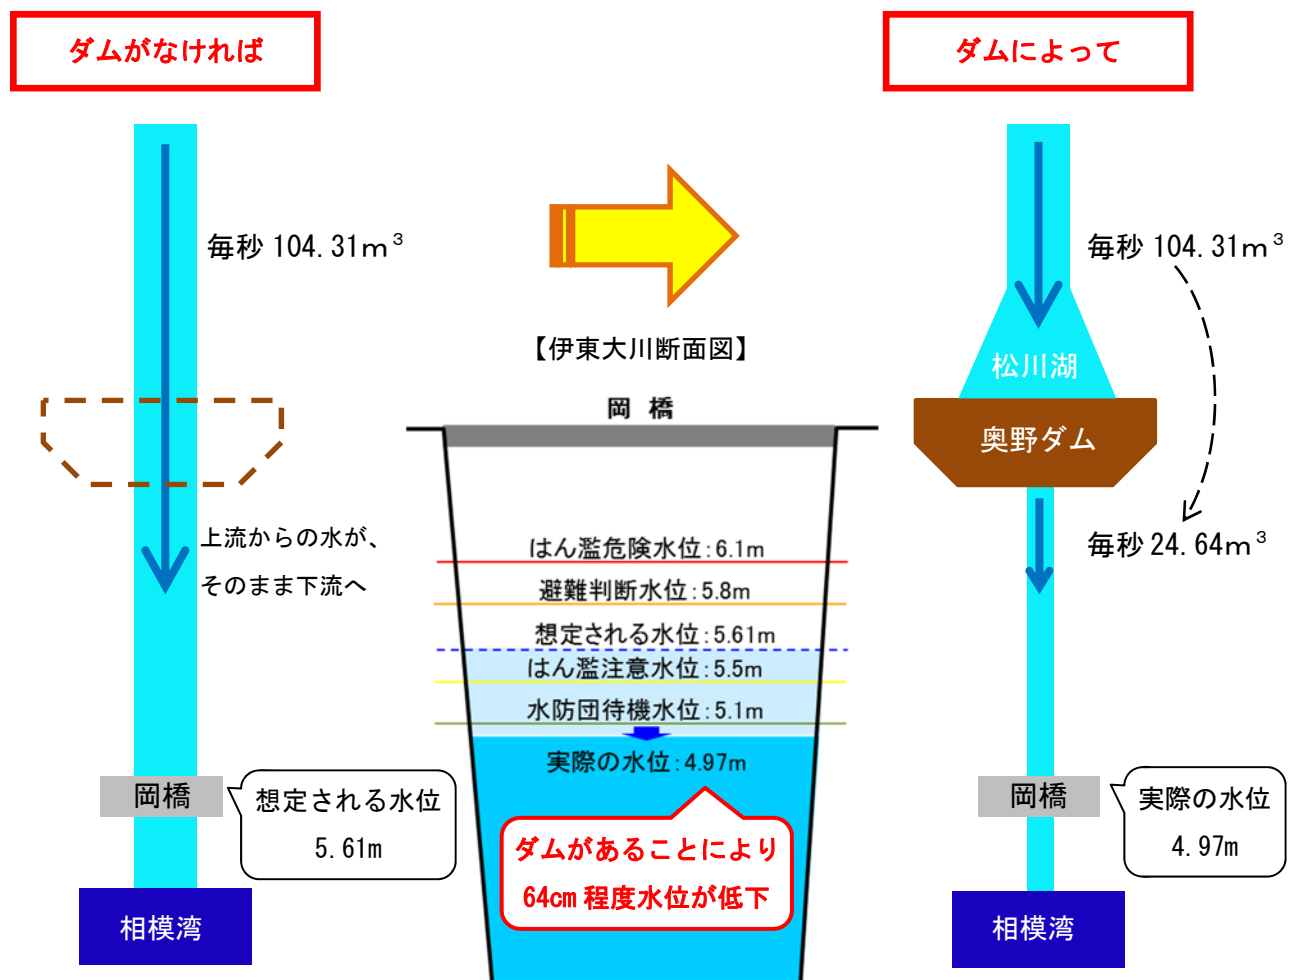 ダムがなければ
ダムによって
毎秒 104.31m³
毎秒 104.31m³
【伊東大川断面図】
岡 橋
松川湖
奥野ダム
上流からの水が、
そのまま下流へ
毎秒 24.64m³
はん濫危険水位：6.1m
避難判断水位：5.8m
想定される水位：5.61m
はん濫注意水位：5.5m
水防団待機水位：5.1m
実際の水位：4.97m
岡橋
想定される水位
5.61m
岡橋
実際の水位
4.97m
ダムがあることにより
64cm 程度水位が低下
相模湾
相模湾